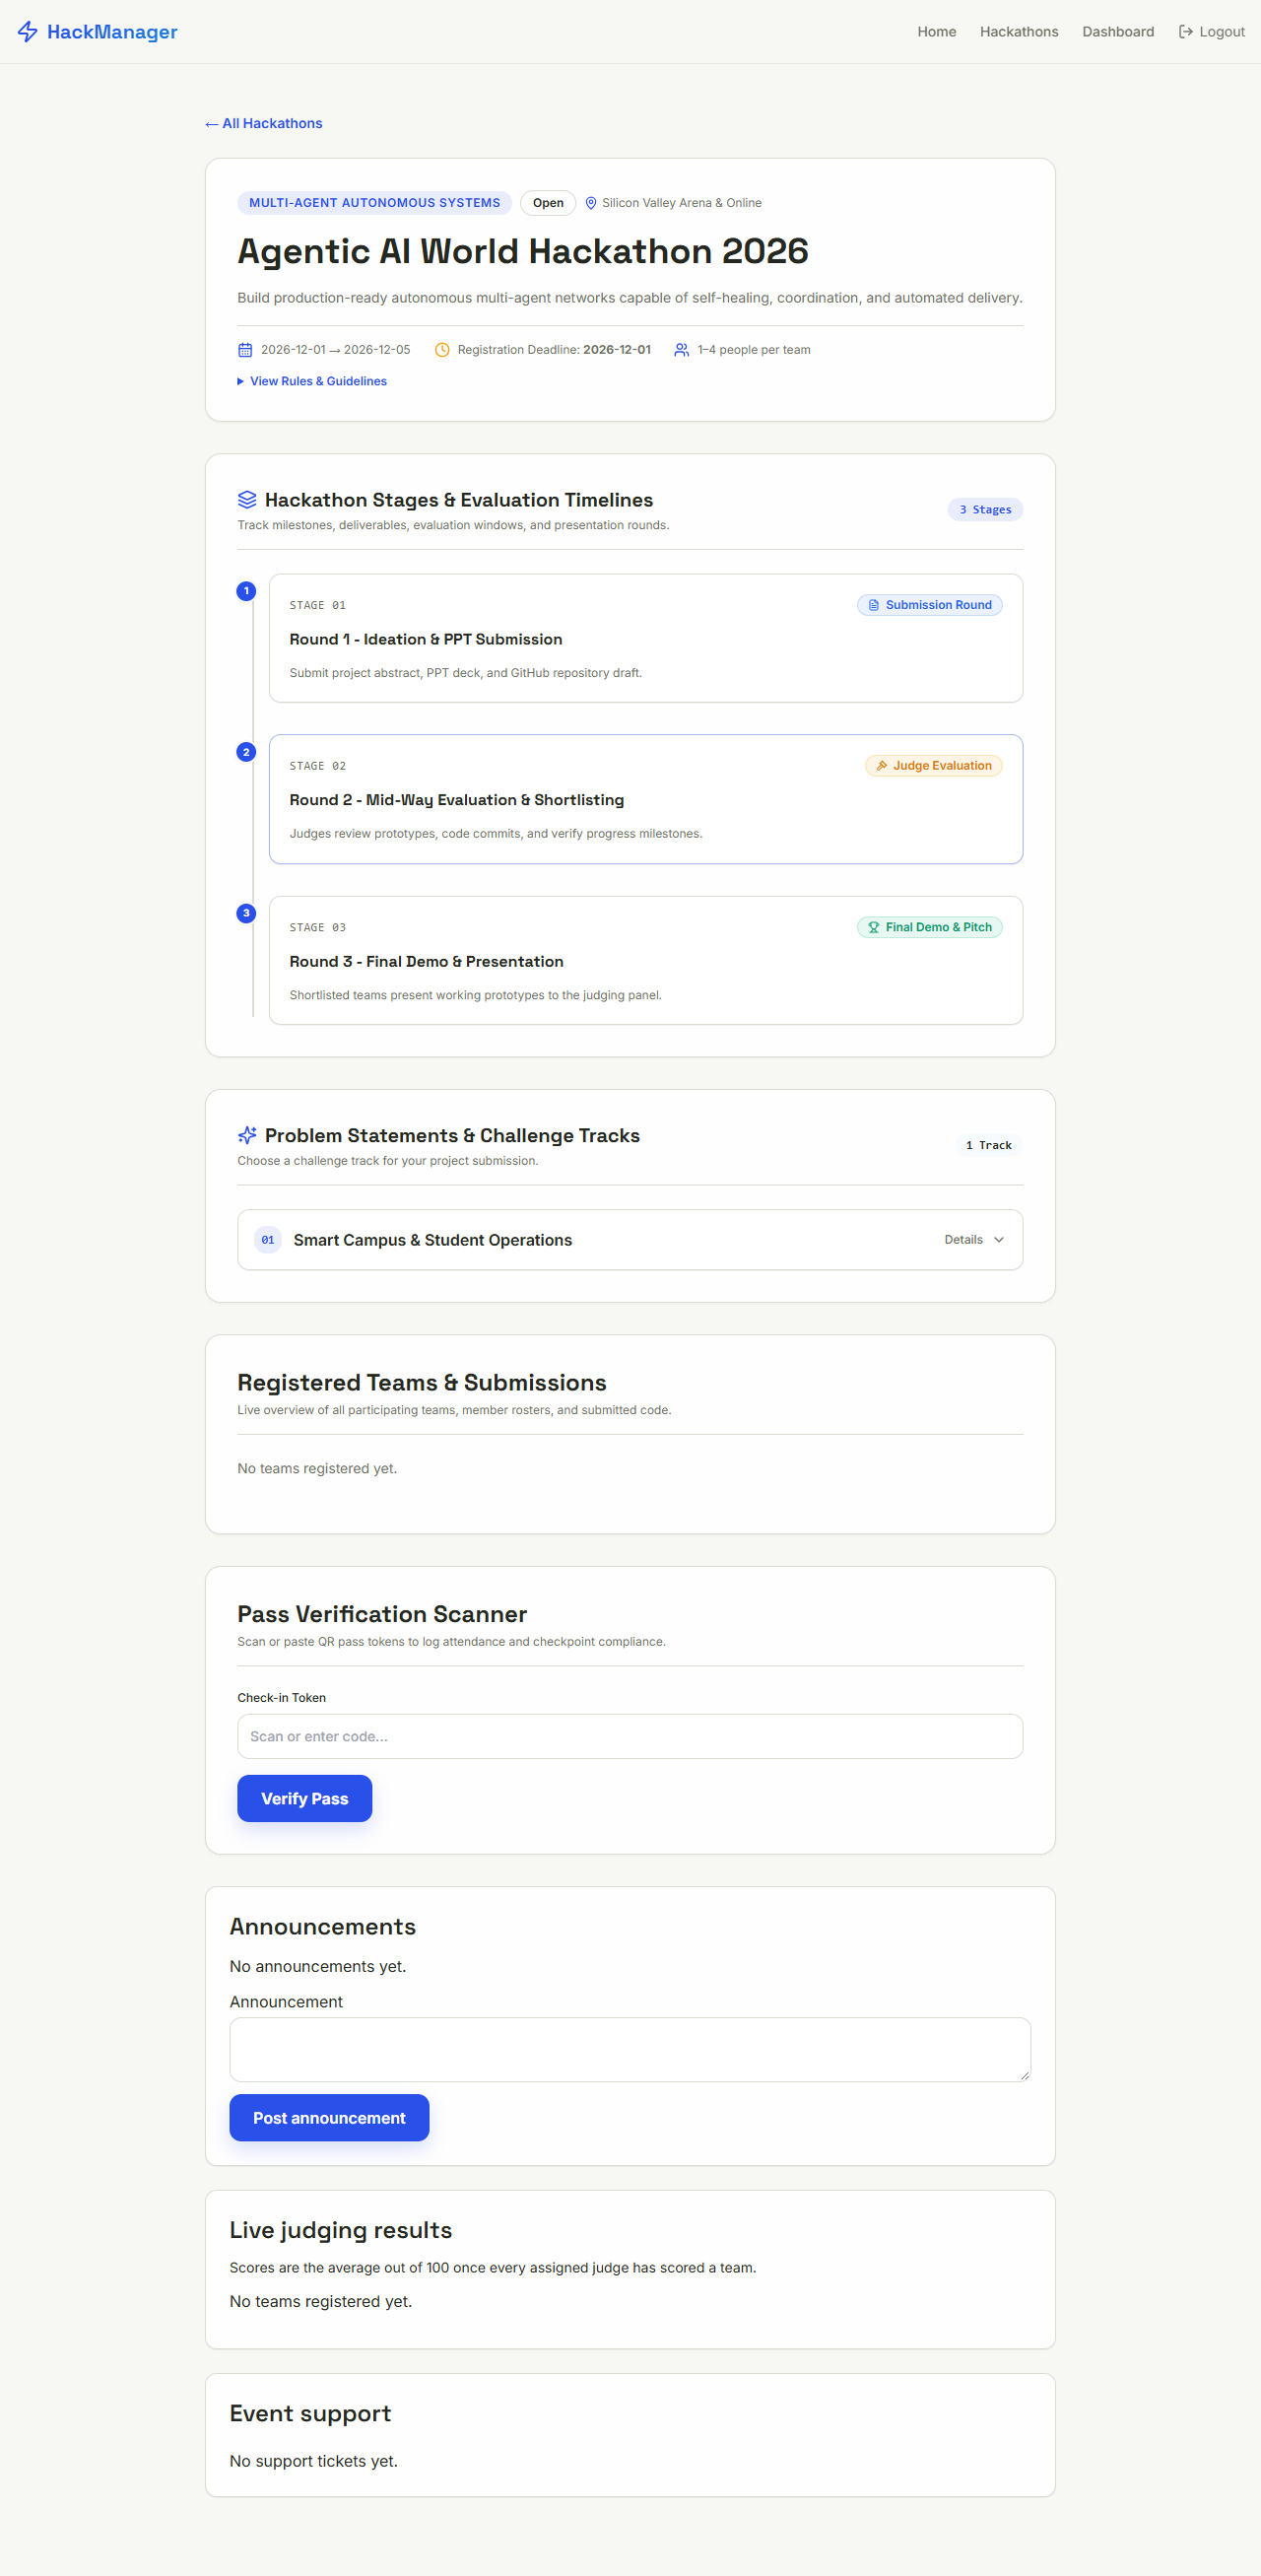 HackManager
Home
Hackathons
Dashboard
Logout
← All Hackathons
MULTI-AGENT AUTONOMOUS SYSTEMS
Open
Silicon Valley Arena & Online
Agentic AI World Hackathon 2026
Build production-ready autonomous multi-agent networks capable of self-healing, coordination, and automated delivery.
2026-12-01 → 2026-12-05
Registration Deadline: 2026-12-01
1–4 people per team
View Rules & Guidelines
Hackathon Stages & Evaluation Timelines
Track milestones, deliverables, evaluation windows, and presentation rounds.
3 Stages
1
STAGE 01
Submission Round
Round 1 - Ideation & PPT Submission
Submit project abstract, PPT deck, and GitHub repository draft.
2
STAGE 02
Judge Evaluation
Round 2 - Mid-Way Evaluation & Shortlisting
Judges review prototypes, code commits, and verify progress milestones.
3
STAGE 03
Final Demo & Pitch
Round 3 - Final Demo & Presentation
Shortlisted teams present working prototypes to the judging panel.
Problem Statements & Challenge Tracks
Choose a challenge track for your project submission.
1 Track
01
Smart Campus & Student Operations
Details
Registered Teams & Submissions
Live overview of all participating teams, member rosters, and submitted code.
No teams registered yet.
Pass Verification Scanner
Scan or paste QR pass tokens to log attendance and checkpoint compliance.
Check-in Token
Scan or enter code...
Verify Pass
Announcements
No announcements yet.
Announcement
Post announcement
Live judging results
Scores are the average out of 100 once every assigned judge has scored a team.
No teams registered yet.
Event support
No support tickets yet.